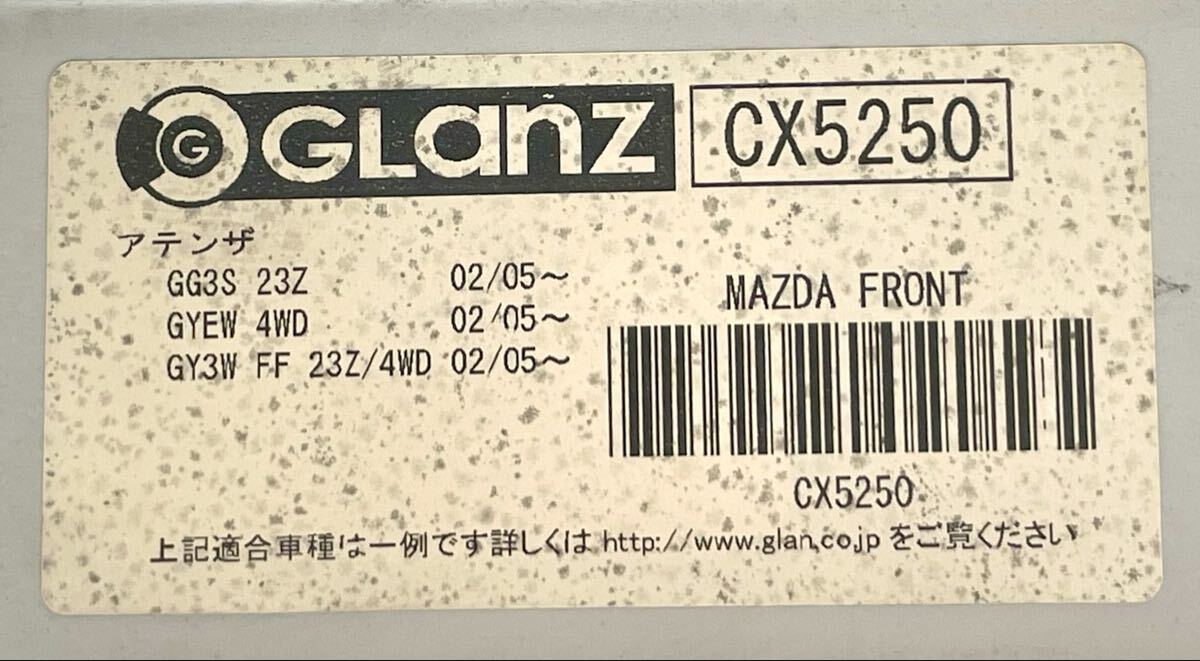 G GLanz CX5250
アテンザ
GG3S 23Z 02/05～
GYEW 4WD 02/05～
GY3W FF 23Z/4WD 02/05～
MAZDA FRONT
CX5250
上記適合車種は一例です詳しくは http://www.glan.co.jp をご覧ください